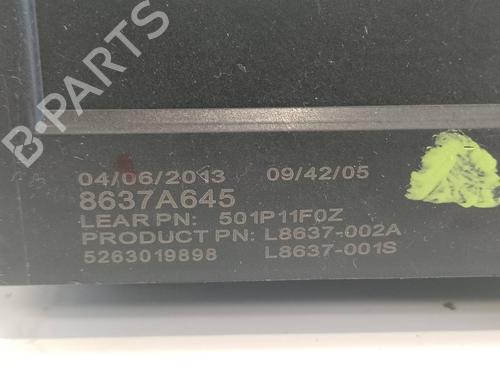 B-PARTS
04/06/2013 09/42/05
8637A645
LEAR PN: 501P11F0Z
PRODUCT PN: L8637-002A
5263019898 L8637-001S